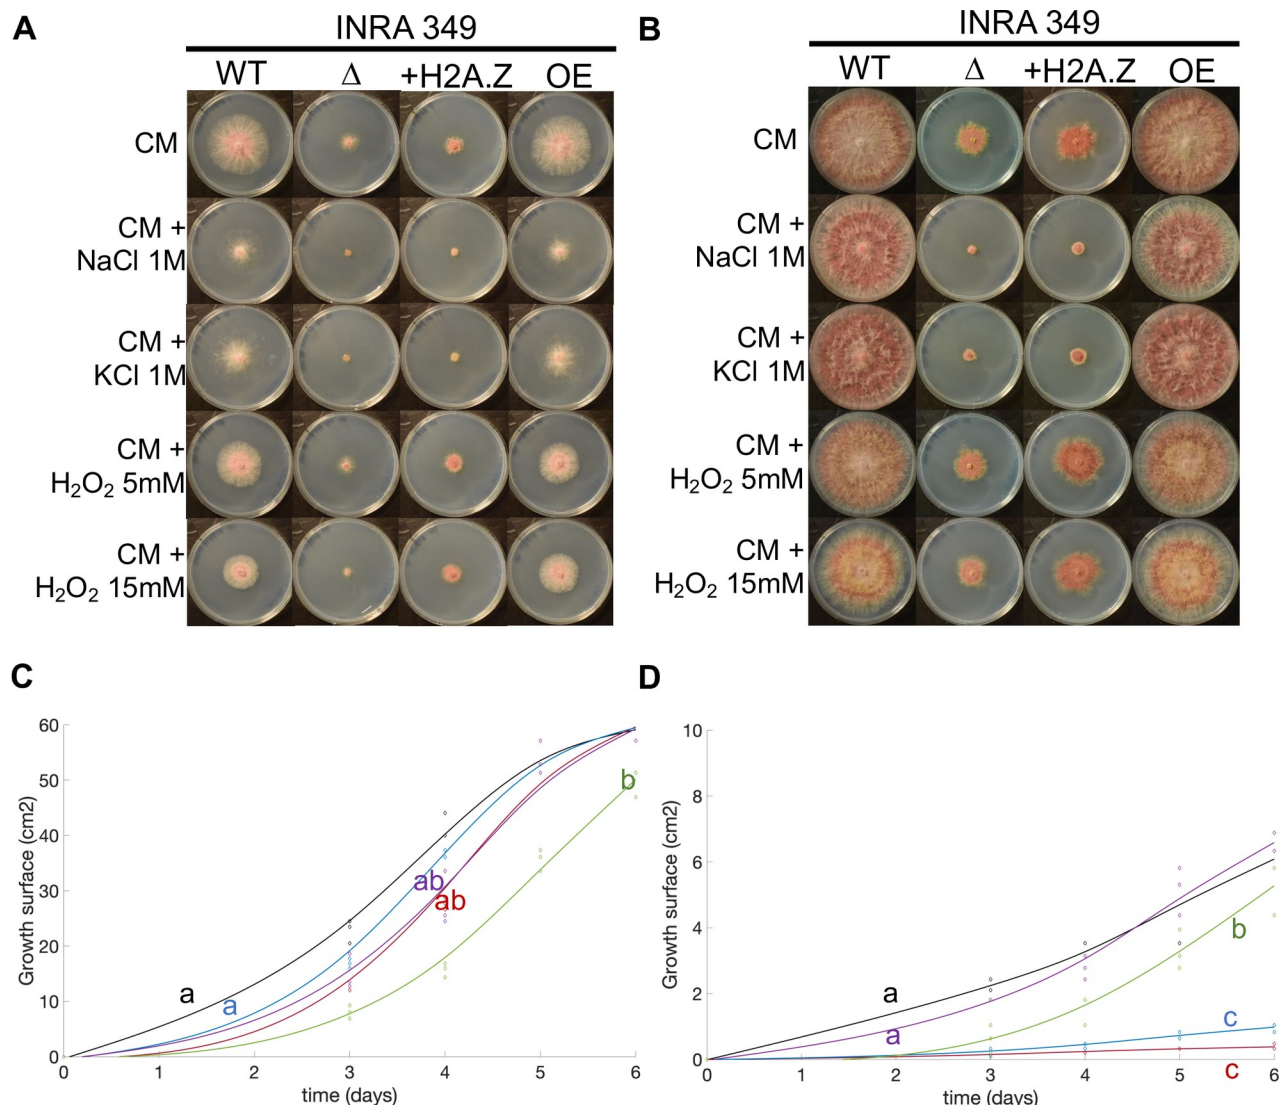 A
INRA 349
WT Δ +H2A.Z OE
CM
CM +
NaCl 1M
CM +
KCl 1M
CM +
H₂O₂ 5mM
CM +
H₂O₂ 15mM
B
INRA 349
WT Δ +H2A.Z OE
CM
CM +
NaCl 1M
CM +
KCl 1M
CM +
H₂O₂ 5mM
CM +
H₂O₂ 15mM
C
Growth surface (cm2)
60
50
40
30
20
10
0
a
a
ab
ab
b
0 1 2 3 4 5 6
time (days)
D
Growth surface (cm2)
10
8
6
4
2
0
a
a
b
c
c
0 1 2 3 4 5 6
time (days)